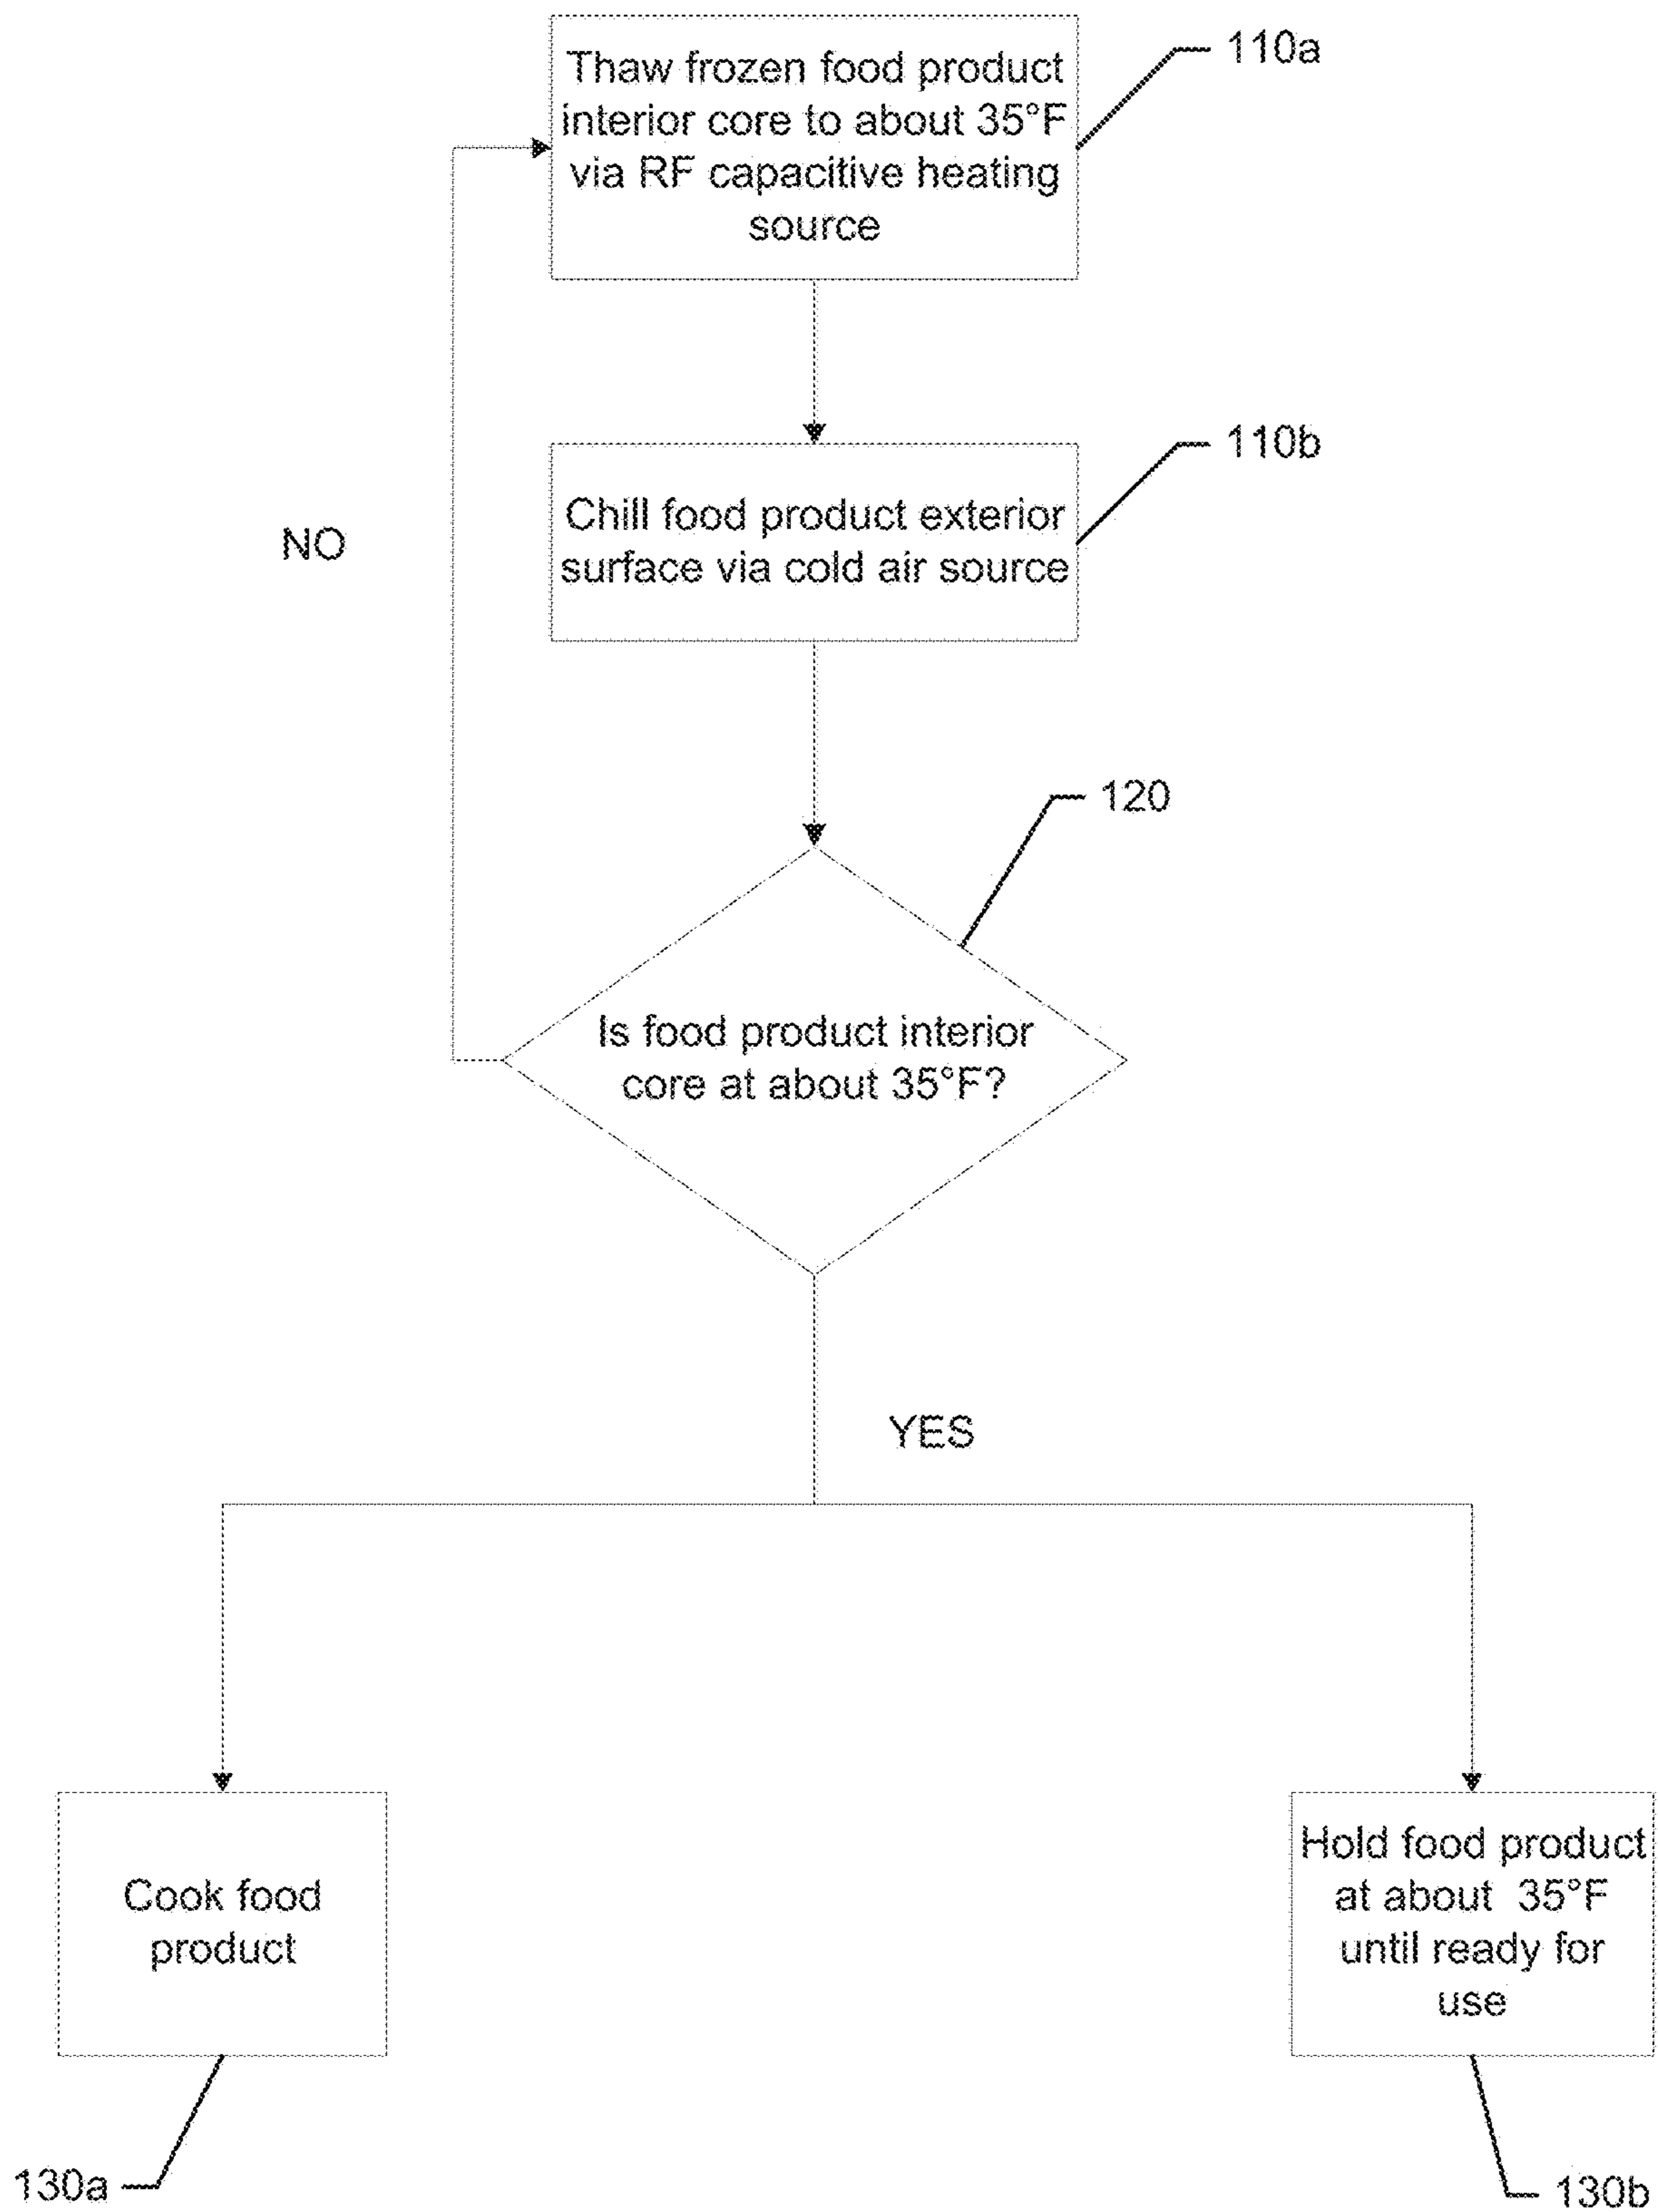 Thaw frozen food product
interior core to about 35°F
via RF capacitive heating
source
110a
Chill food product exterior
surface via cold air source
110b
NO
120
Is food product interior
core at about 35°F?
YES
Cook food
product
Hold food product
at about 35°F
until ready for
use
130a
130b